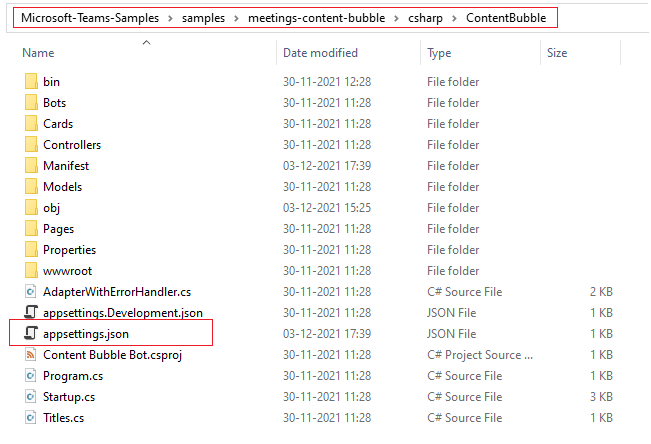 Microsoft-Teams-Samples > samples > meetings-content-bubble > csharp > ContentBubble >
Name Date modified Type Size
bin 30-11-2021 12:28 File folder
Bots 30-11-2021 11:28 File folder
Cards 30-11-2021 11:28 File folder
Controllers 30-11-2021 11:28 File folder
Manifest 03-12-2021 17:39 File folder
Models 30-11-2021 11:28 File folder
obj 03-12-2021 15:25 File folder
Pages 30-11-2021 11:28 File folder
Properties 30-11-2021 11:28 File folder
wwwroot 30-11-2021 11:28 File folder
AdapterWithErrorHandler.cs 30-11-2021 11:28 C# Source File 2 KB
appsettings.Development.json 30-11-2021 11:28 JSON File 1 KB
appsettings.json 03-12-2021 17:39 JSON File 1 KB
Content Bubble Bot.csproj 30-11-2021 11:28 C# Project Source ... 1 KB
Program.cs 30-11-2021 11:28 C# Source File 1 KB
Startup.cs 30-11-2021 11:28 C# Source File 3 KB
Titles.cs 30-11-2021 11:28 C# Source File 1 KB